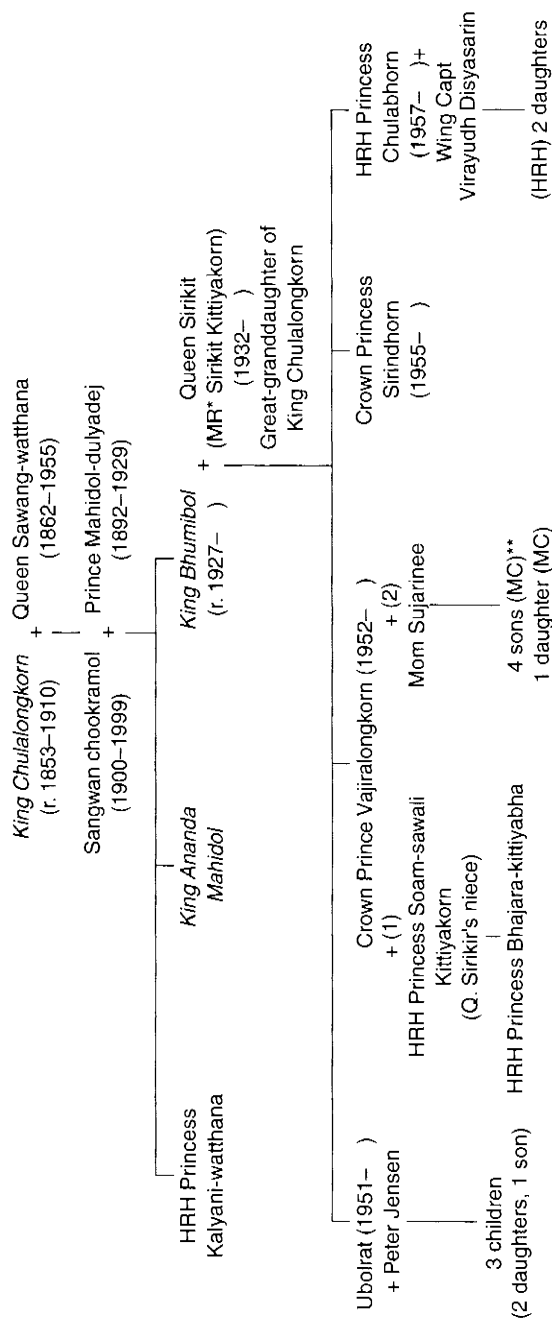 King Chulalongkorn
(r. 1853–1910)
+
Queen Sawang-watthana
(1862–1955)
Sangwan chookramol
(1900–1999)
+
Prince Mahidol-dulyadej
(1892–1929)
HRH Princess
Kalyani-watthana
King Ananda
Mahidol
King Bhumibol
(r. 1927– )
+
Queen Sirikit
(MR* Sirikit Kittiyakorn)
(1932– )
Great-granddaughter of
King Chulalongkorn
Ubolrat (1951– )
+ Peter Jensen
3 children
(2 daughters, 1 son)
Crown Prince Vajiralongkorn (1952– )
+ (1)
HRH Princess Soam-sawali
Kittiyakorn
(Q. Sirikir's niece)
HRH Princess Bhajara-kittiyabha
+ (2)
Mom Sujarinee
4 sons (MC)**
1 daughter (MC)
Crown Princess
Sirindhorn
(1955– )
HRH Princess
Chulabhorn
(1957– )+
Wing Capt
Virayudh Disyasarin
(HRH) 2 daughters